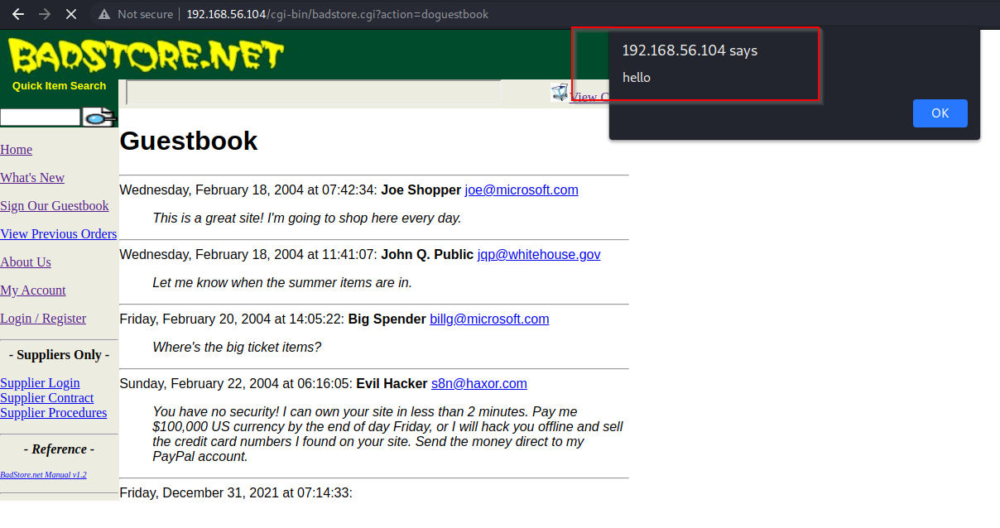 Not secure 192.168.56.104/cgi-bin/badstore.cgi?action=doguestbook
BADSTORE.NET
192.168.56.104 says
hello
OK
Quick Item Search
View C
Home
What's New
Sign Our Guestbook
View Previous Orders
About Us
My Account
Login / Register
- Suppliers Only -
Supplier Login
Supplier Contract
Supplier Procedures
- Reference -
BadStore.net Manual v1.2
Guestbook
Wednesday, February 18, 2004 at 07:42:34: Joe Shopper joe@microsoft.com
This is a great site! I'm going to shop here every day.
Wednesday, February 18, 2004 at 11:41:07: John Q. Public jqp@whitehouse.gov
Let me know when the summer items are in.
Friday, February 20, 2004 at 14:05:22: Big Spender billg@microsoft.com
Where's the big ticket items?
Sunday, February 22, 2004 at 06:16:05: Evil Hacker s8n@haxor.com
You have no security! I can own your site in less than 2 minutes. Pay me
$100,000 US currency by the end of day Friday, or I will hack you offline and sell
the credit card numbers I found on your site. Send the money direct to my
PayPal account.
Friday, December 31, 2021 at 07:14:33: